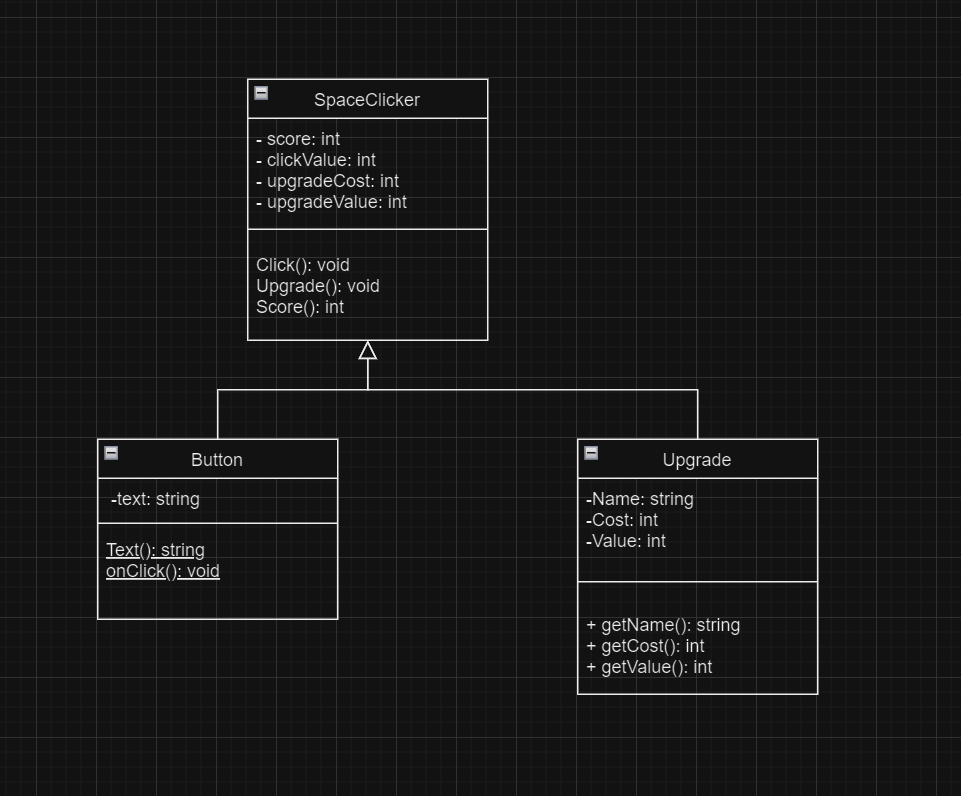 SpaceClicker
- score: int
- clickValue: int
- upgradeCost: int
- upgradeValue: int
Click(): void
Upgrade(): void
Score(): int
Button
-text: string
Text(): string
onClick(): void
Upgrade
-Name: string
-Cost: int
-Value: int
+ getName(): string
+ getCost(): int
+ getValue(): int